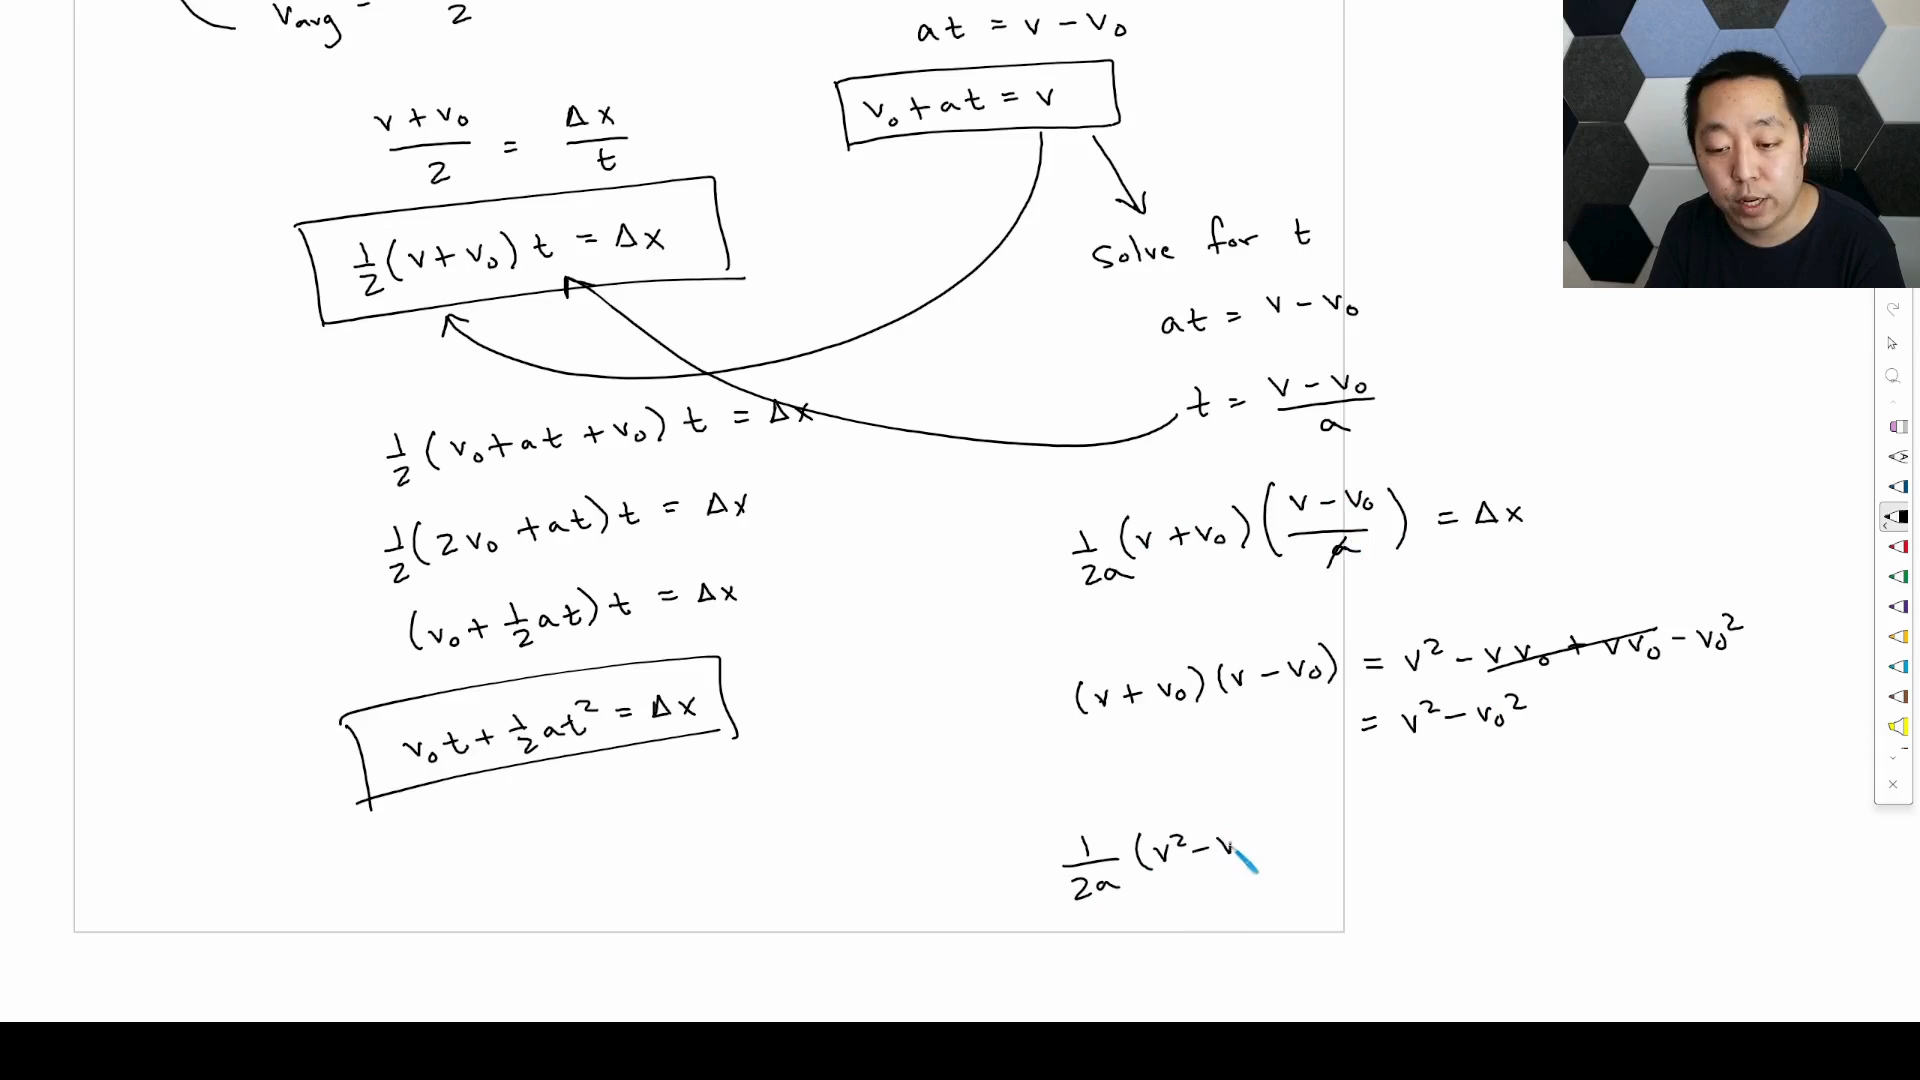 v_avg = 2
at = v - v₀
v₀ + at = v
(v + v₀)/2 = Δx/t
½(v + v₀) t = Δx
solve for t
at = v - v₀
t = (v - v₀)/a
½(v₀ + at + v₀) t = Δx
½(2v₀ + at) t = Δx
(v₀ + ½at) t = Δx
v₀t + ½at² = Δx
1/2a (v + v₀)((v - v₀)/a) = Δx
(v + v₀)(v - v₀) = v² - vv₀ + vv₀ - v₀²
= v² - v₀²
1/2a (v² - v